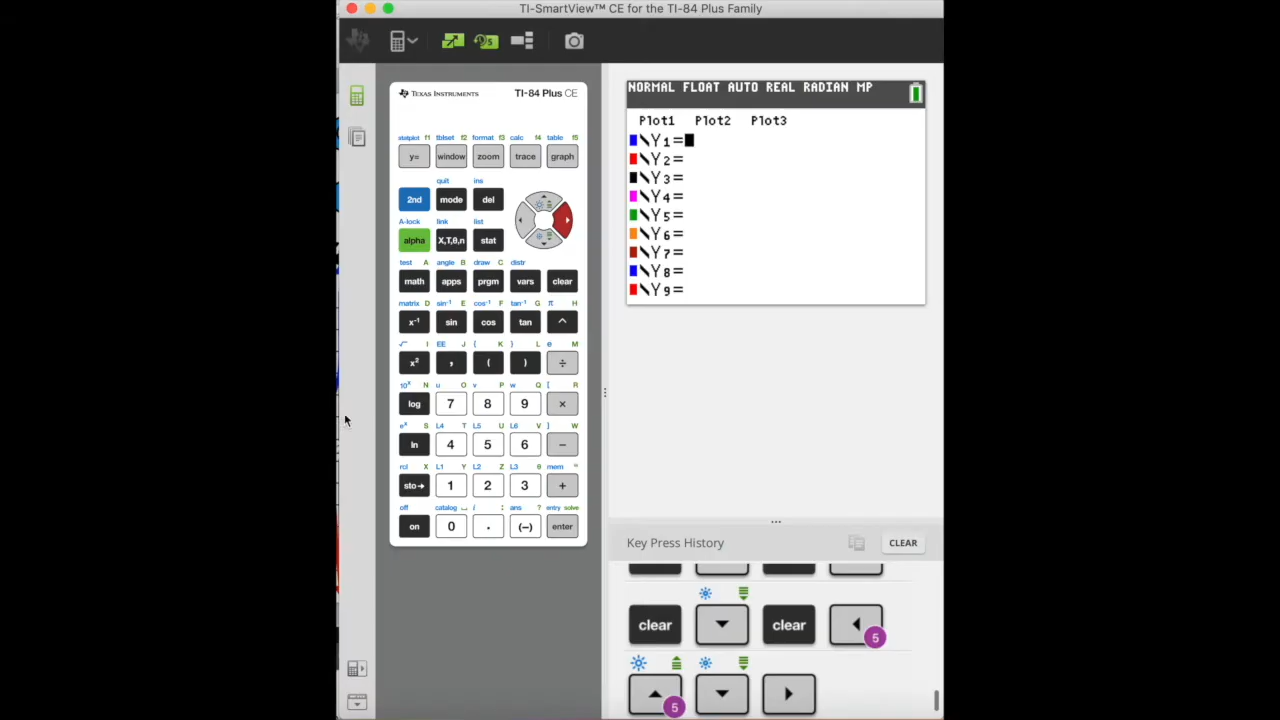 TI-SmartView™ CE for the TI-84 Plus Family
TEXAS INSTRUMENTS
TI-84 Plus CE
statplot f1 tblset f2 format f3 calc f4 table f5
y= window zoom trace graph
quit ins
2nd mode del
A-lock link list
alpha X,T,θ,n stat
test A angle B draw C distr
math apps prgm vars clear
matrix D sin⁻¹ E cos⁻¹ F tan⁻¹ G π H
x⁻¹ sin cos tan ^
√‾ I EE J { K } L e M
x² , ( ) ÷
10ˣ N u O v P w Q [ R
log 7 8 9 ×
eˣ S L4 T L5 U L6 V ] W
ln 4 5 6 −
rcl X L1 Y L2 Z L3 θ mem "
sto→ 1 2 3 +
off catalog ⎵ i : ans ? entry solve
on 0 . (−) enter
NORMAL FLOAT AUTO REAL RADIAN MP
Plot1 Plot2 Plot3
\Y1=
\Y2=
\Y3=
\Y4=
\Y5=
\Y6=
\Y7=
\Y8=
\Y9=
Key Press History
CLEAR
clear clear 5
5